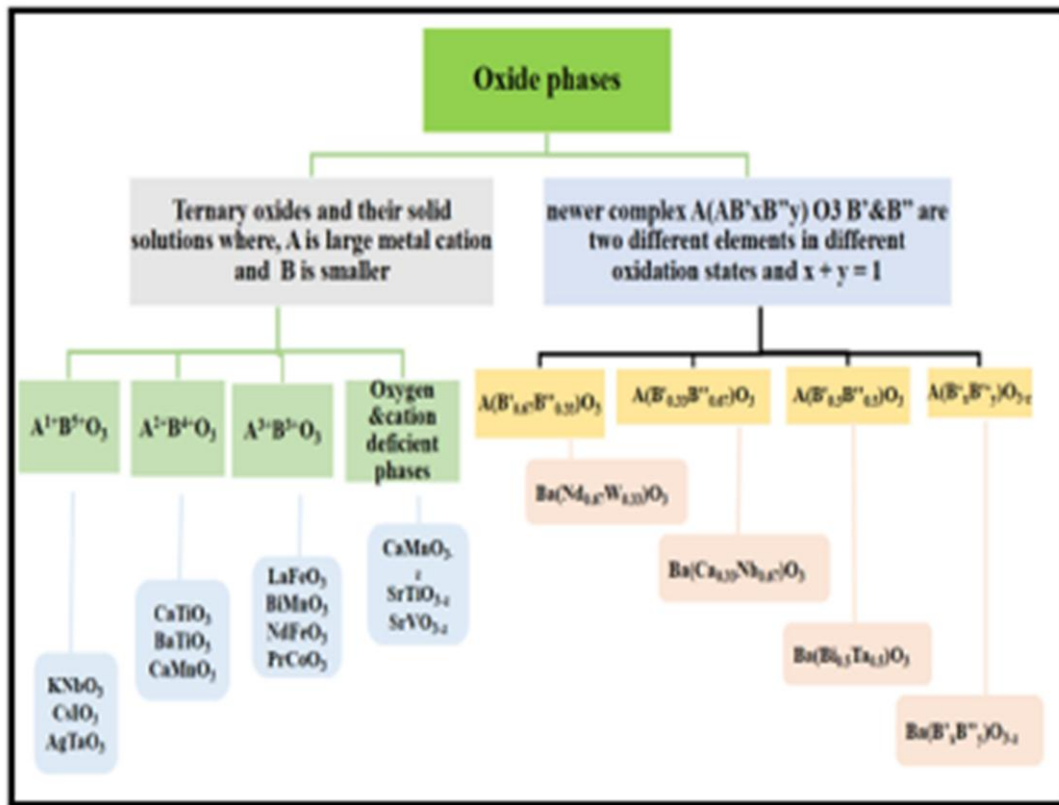 Oxide phases
Ternary oxides and their solid
solutions where, A is large metal cation
and B is smaller
newer complex A(AB'xB''y) O3 B'&B'' are
two different elements in different
oxidation states and x + y = 1
A¹⁺B⁵⁺O₃
A²⁺B⁴⁺O₃
A³⁺B³⁺O₃
Oxygen
&cation
deficient
phases
A(B'₀.₆₇B''₀.₃₃)O₃
A(B'₀.₃₃B''₀.₆₇)O₃
A(B'₀.₅B''₀.₅)O₃
A(B'ₓB''ᵧ)O₃₋z
KNbO₃
CsIO₃
AgTaO₃
CaTiO₃
BaTiO₃
CaMnO₃
LaFeO₃
BiMnO₃
NdFeO₃
PrCoO₃
CaMnO₃₋
z
SrTiO₃₋z
SrVO₃₋z
Ba(Nd₀.₆₇W₀.₃₃)O₃
Ba(Ca₀.₃₃Nb₀.₆₇)O₃
Ba(Bi₀.₅Ta₀.₅)O₃
Ba(B'ₓB''ᵧ)O₃₋z